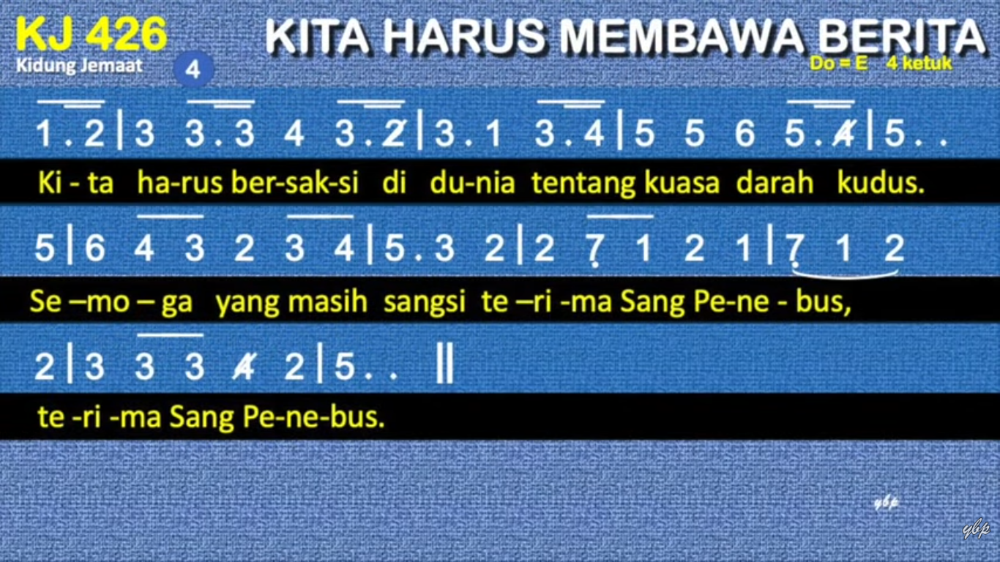 KJ 426 KITA HARUS MEMBAWA BERITA
Kidung Jemaat 4 Do = E 4 ketuk
1 . 2 | 3 3 . 3 4 3 . 2̸ | 3 . 1 3 . 4 | 5 5 6 5 . 4̸ | 5 . .
Ki - ta ha-rus ber-sak-si di du-nia tentang kuasa darah kudus.
5 | 6 4 3 2 3 4 | 5 . 3 2 | 2 7̣ 1 2 1 | 7̣ 1 2
Se –mo – ga yang masih sangsi te –ri -ma Sang Pe-ne - bus,
2 | 3 3 3 4̸ 2 | 5 . . ||
te -ri -ma Sang Pe-ne-bus.
ybp
ybp